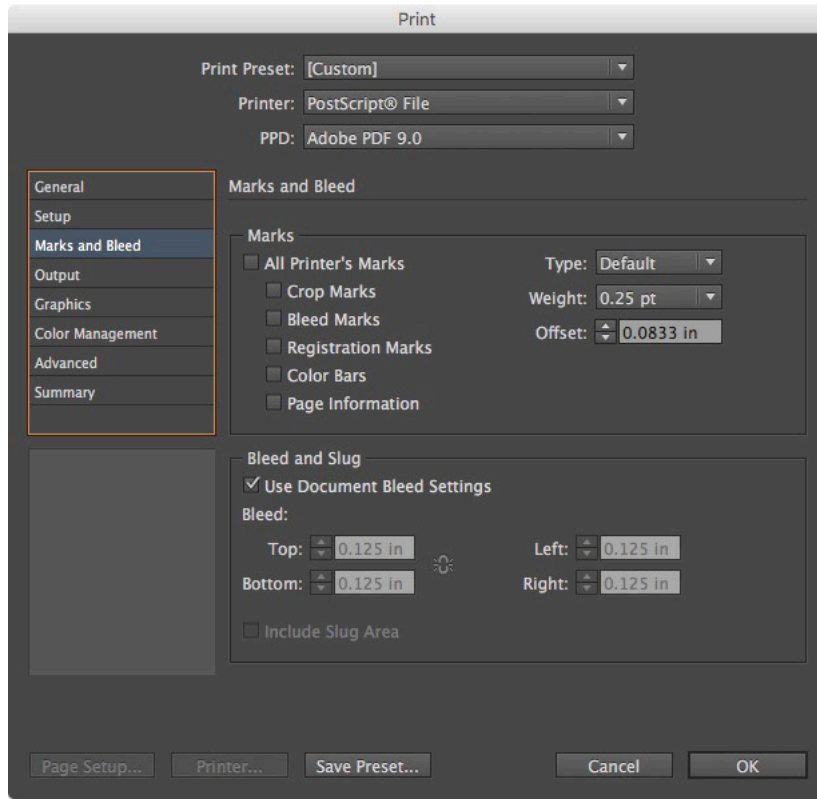 Print
Print Preset: [Custom]
Printer: PostScript® File
PPD: Adobe PDF 9.0
General
Setup
Marks and Bleed
Output
Graphics
Color Management
Advanced
Summary
Marks and Bleed
Marks
All Printer's Marks
Crop Marks
Bleed Marks
Registration Marks
Color Bars
Page Information
Type: Default
Weight: 0.25 pt
Offset: 0.0833 in
Bleed and Slug
Use Document Bleed Settings
Bleed:
Top: 0.125 in Left: 0.125 in
Bottom: 0.125 in Right: 0.125 in
Include Slug Area
Page Setup... Printer... Save Preset... Cancel OK